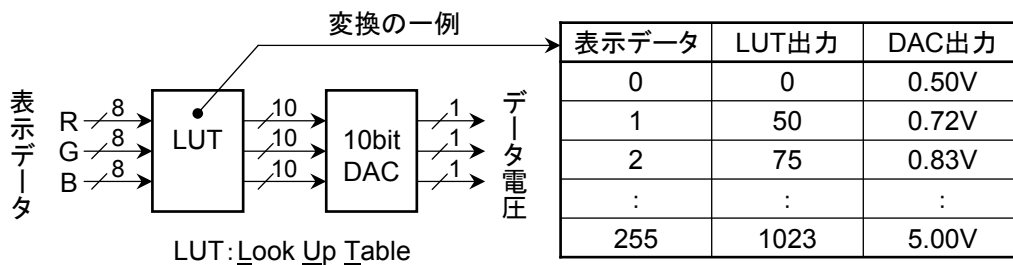 変換の一例
表示データ
R 8
G 8
B 8
LUT
10
10
10
10bit
DAC
1
1
1
データ電圧
LUT:Look Up Table
表示データ LUT出力 DAC出力
0 0 0.50V
1 50 0.72V
2 75 0.83V
: : :
255 1023 5.00V